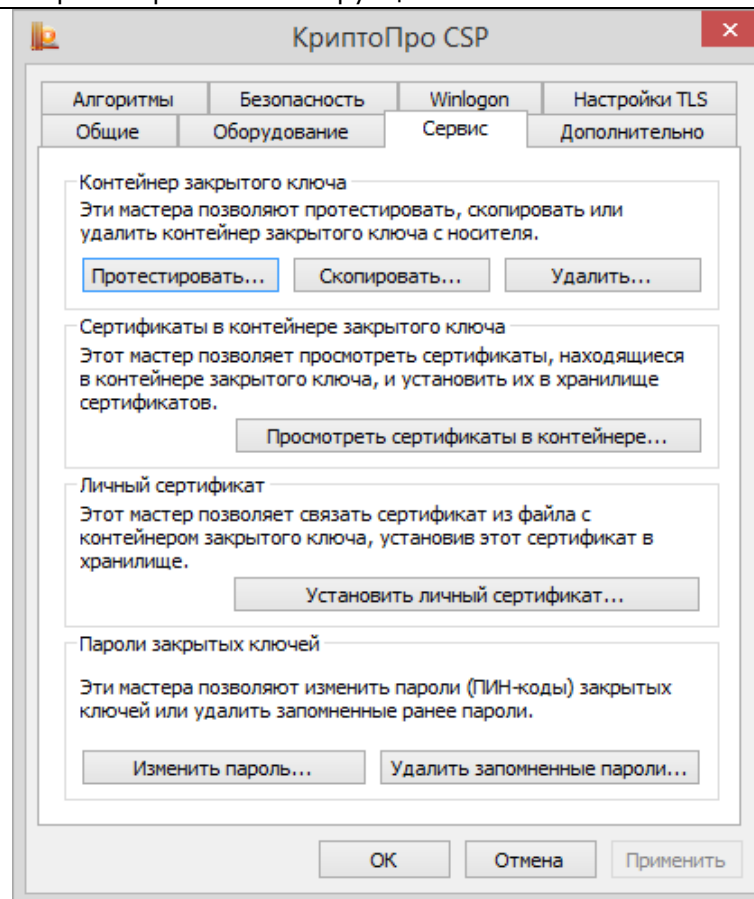 КриптоПро CSP
Алгоритмы Безопасность Winlogon Настройки TLS
Общие Оборудование Сервис Дополнительно
Контейнер закрытого ключа
Эти мастера позволяют протестировать, скопировать или
удалить контейнер закрытого ключа с носителя.
Протестировать... Скопировать... Удалить...
Сертификаты в контейнере закрытого ключа
Этот мастер позволяет просмотреть сертификаты, находящиеся
в контейнере закрытого ключа, и установить их в хранилище
сертификатов.
Просмотреть сертификаты в контейнере...
Личный сертификат
Этот мастер позволяет связать сертификат из файла с
контейнером закрытого ключа, установив этот сертификат в
хранилище.
Установить личный сертификат...
Пароли закрытых ключей
Эти мастера позволяют изменить пароли (ПИН-коды) закрытых
ключей или удалить запомненные ранее пароли.
Изменить пароль... Удалить запомненные пароли...
ОК Отмена Применить